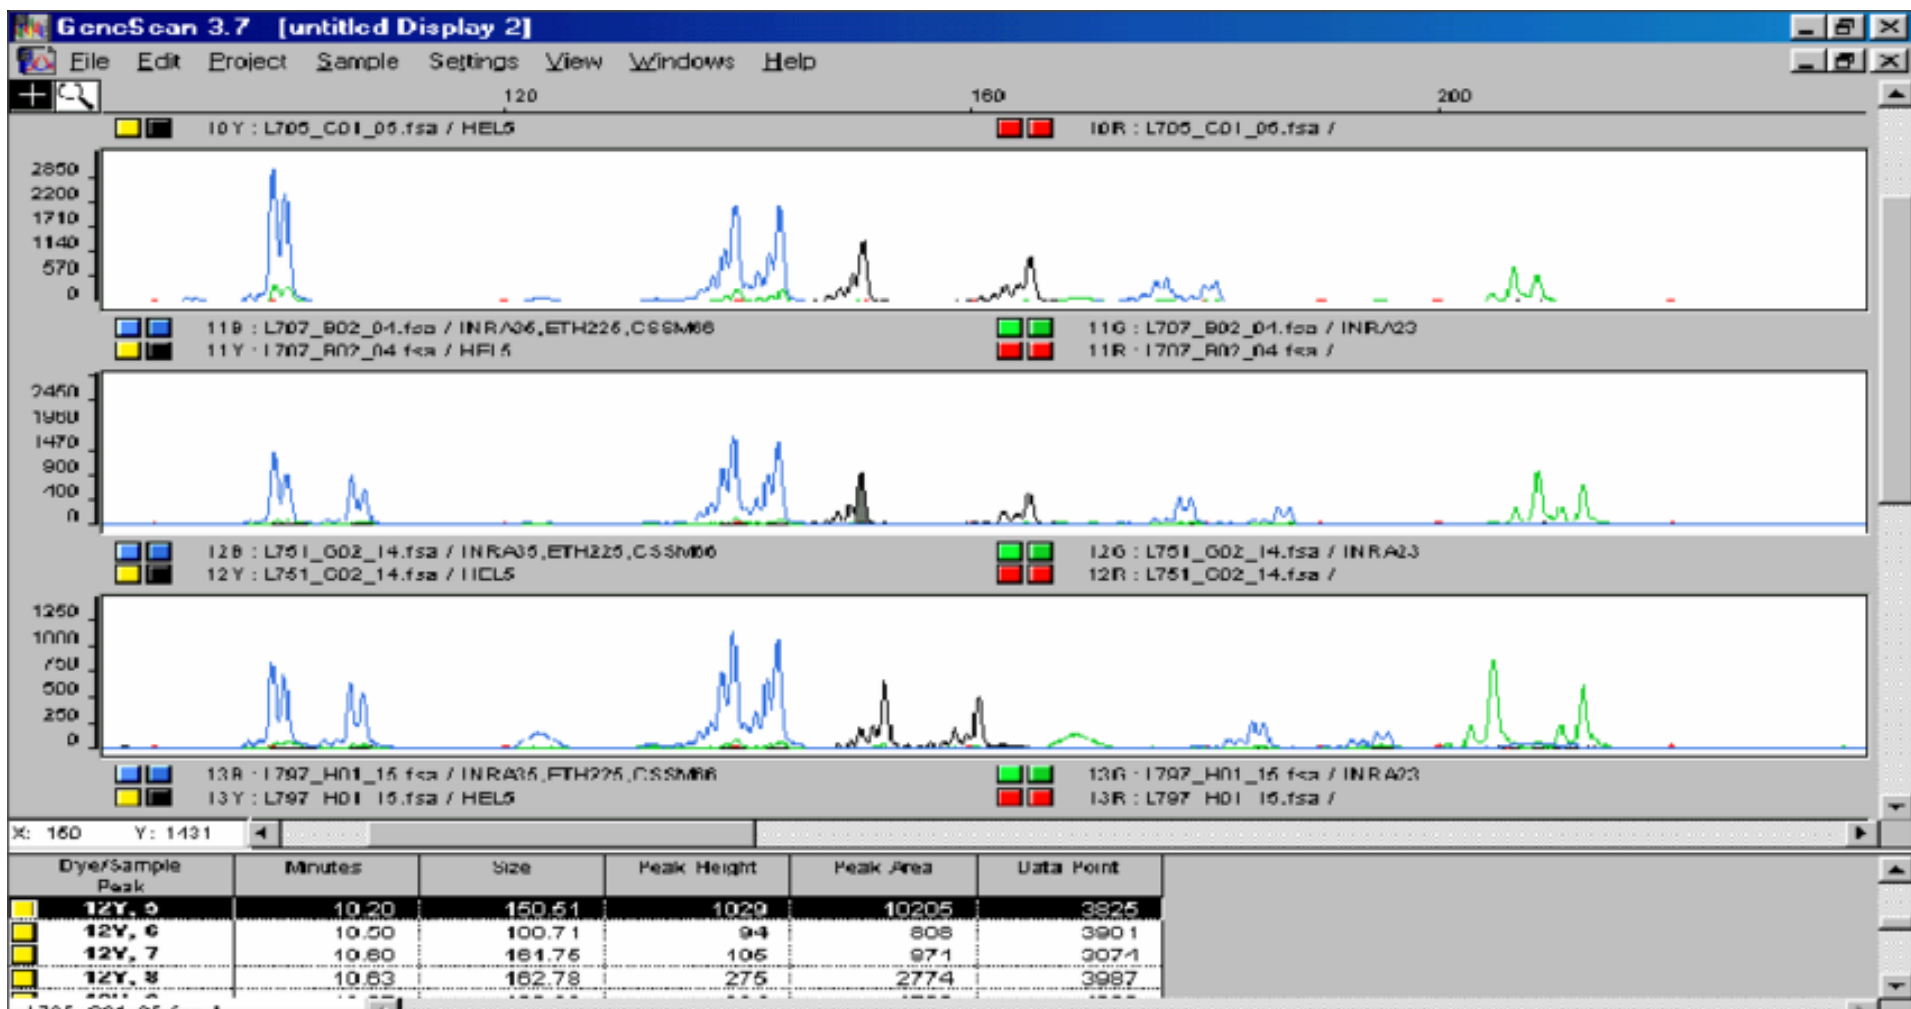 GeneScan 3.7 [untitled Display 2]
File Edit Project Sample Settings View Windows Help
120 160 200
10Y : L705_C01_05.fsa / HEL5 10R : L705_C01_05.fsa /
2850
2200
1710
1140
570
0
11B : L707_B02_04.fsa / INRA35,ETH225,CSSM66 11G : L707_B02_04.fsa / INRA23
11Y : L707_B02_04.fsa / HEL5 11R : L707_B02_04.fsa /
2450
1960
1470
900
400
0
12B : L751_G02_14.fsa / INRA35,ETH225,CSSM66 12G : L751_G02_14.fsa / INRA23
12Y : L751_G02_14.fsa / HEL5 12R : L751_G02_14.fsa /
1250
1000
750
500
250
0
13B : L797_H01_15.fsa / INRA35,ETH225,CSSM66 13G : L797_H01_15.fsa / INRA23
13Y : L797_H01_15.fsa / HEL5 13R : L797_H01_15.fsa /
X: 160 Y: 1431
Dye/Sample Peak Minutes Size Peak Height Peak Area Data Point
12Y, 5 10.20 150.51 1029 10205 3825
12Y, 6 10.50 94 808 3901
12Y, 7 10.60 161.75 105 971
12Y, 8 10.63 162.78 275 2774 3987